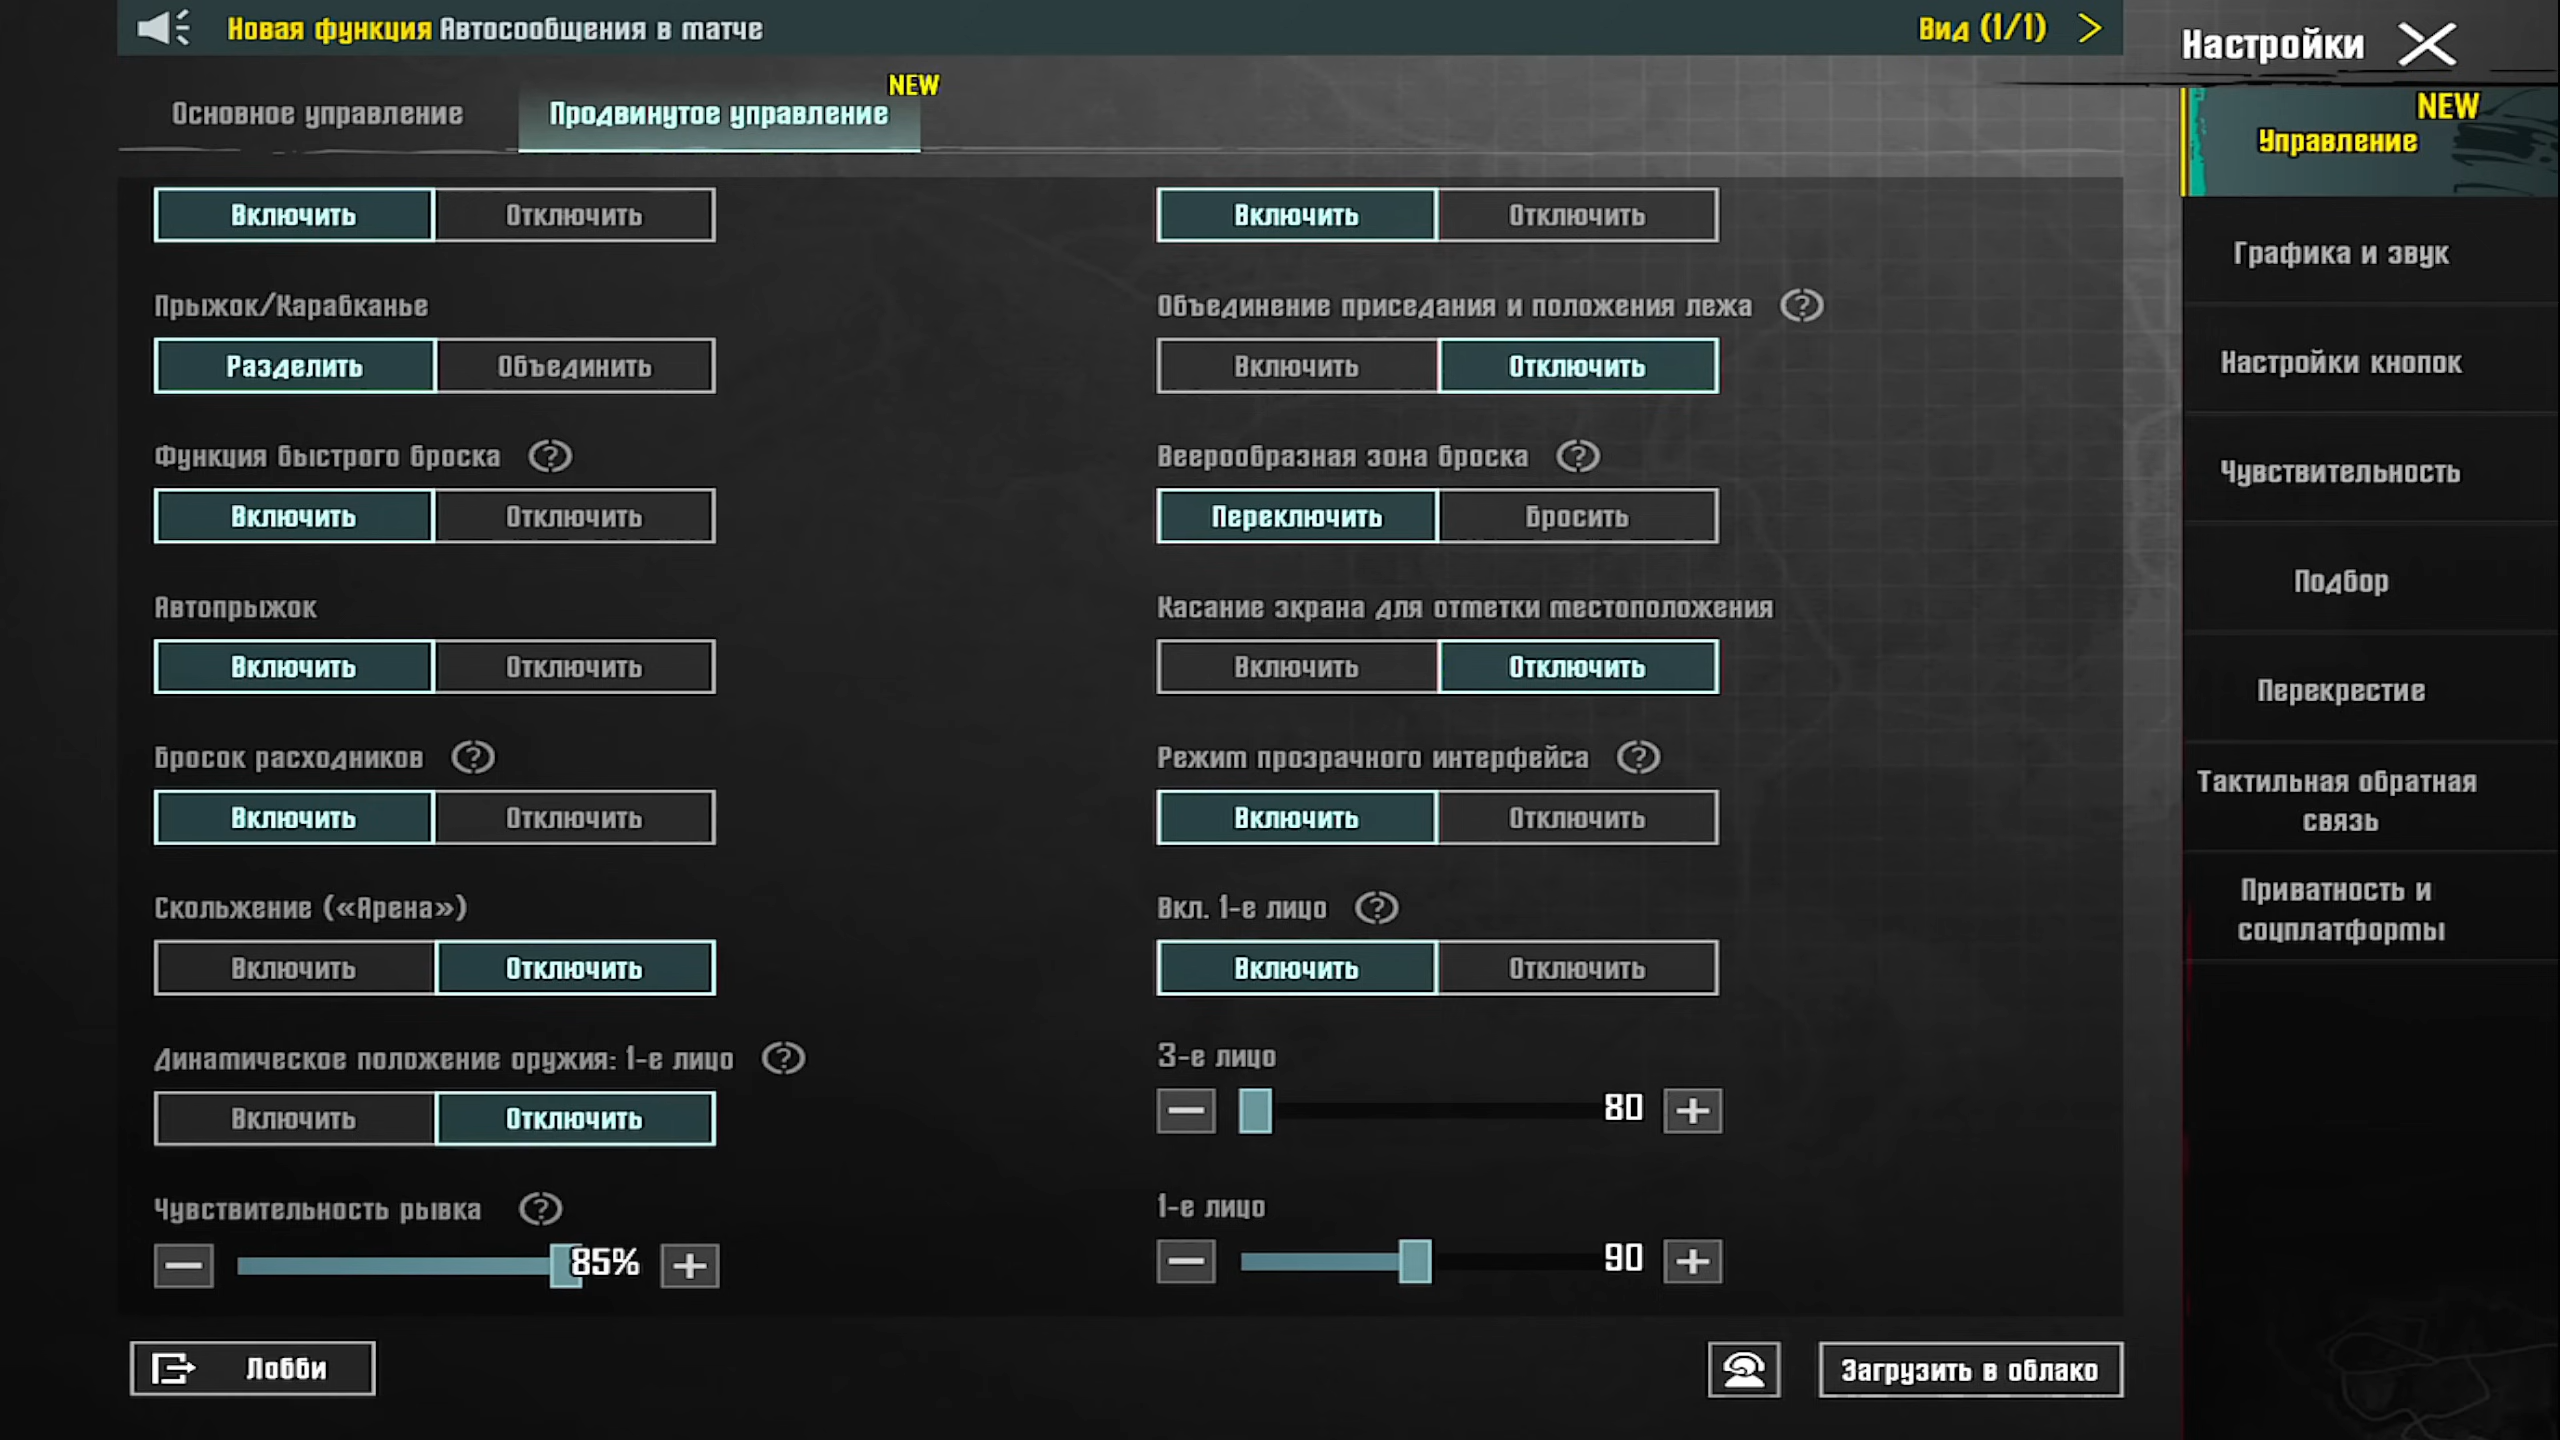 Новая функция Автосообщения в матче
Вид (1/1)
Настройки
Основное управление
Продвинутое управление
NEW
Включить Отключить
Включить Отключить
Прыжок/Карабканье
Разделить Объединить
Объединение приседания и положения лежа
Включить Отключить
Функция быстрого броска
Включить Отключить
Веерообразная зона броска
Переключить Бросить
Автопрыжок
Включить Отключить
Касание экрана для отметки местоположения
Включить Отключить
Бросок расходников
Включить Отключить
Режим прозрачного интерфейса
Включить Отключить
Скольжение («Арена»)
Включить Отключить
Вкл. 1-е лицо
Включить Отключить
Динамическое положение оружия: 1-е лицо
Включить Отключить
3-е лицо
80
Чувствительность рывка
85%
1-е лицо
90
Лобби
Загрузить в облако
NEW
Управление
Графика и звук
Настройки кнопок
Чувствительность
Подбор
Перекрестие
Тактильная обратная
связь
Приватность и
соцплатформы